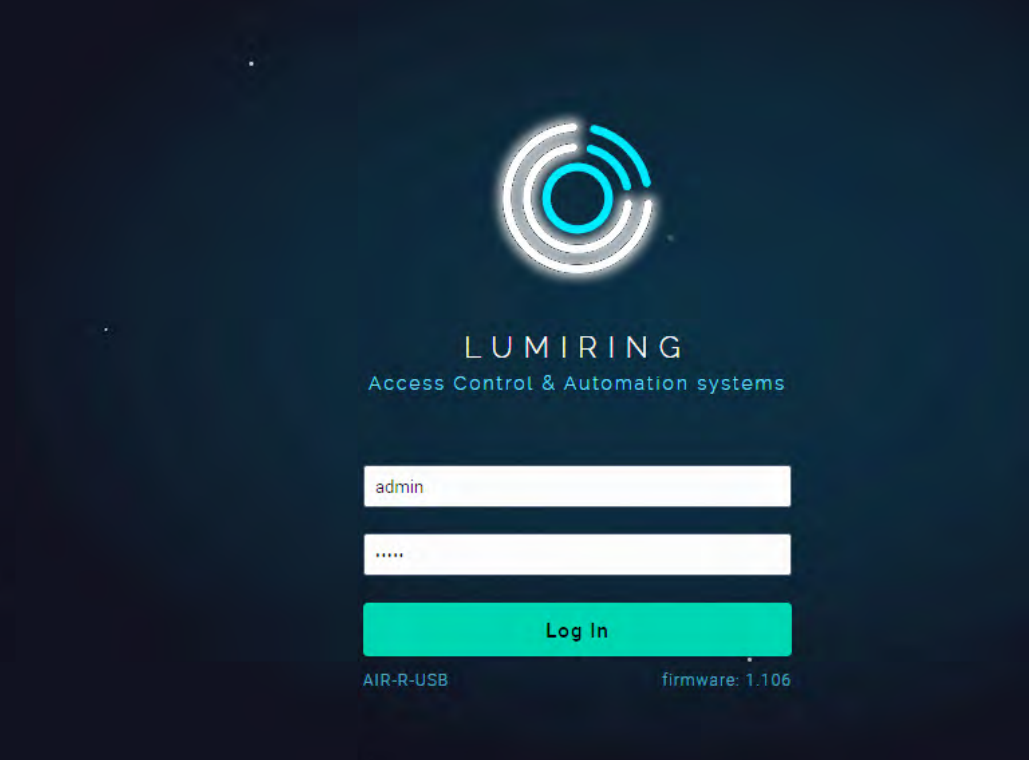 LUMIRING
Access Control & Automation systems
admin
•••••
Log In
AIR-R-USB firmware: 1.106